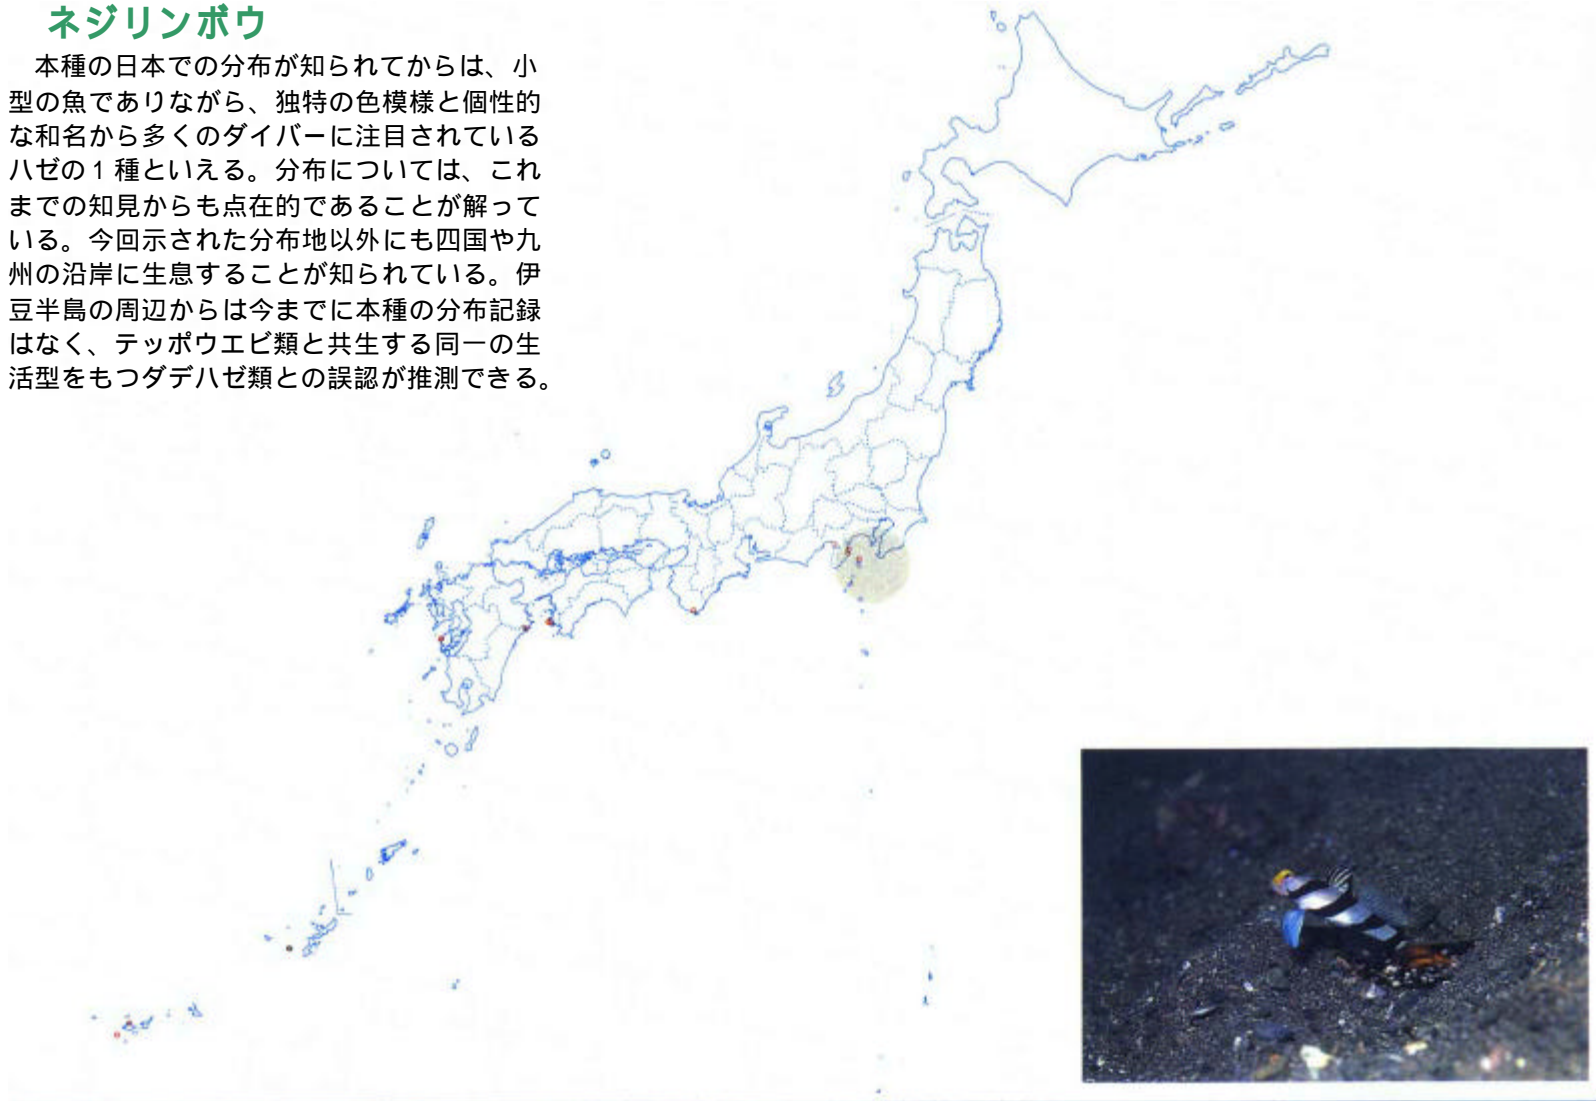 ネジリンボウ
　本種の日本での分布が知られてからは、小
型の魚でありながら、独特の色模様と個性的
な和名から多くのダイバーに注目されている
ハゼの１種といえる。分布については、これ
までの知見からも点在的であることが解って
いる。今回示された分布地以外にも四国や九
州の沿岸に生息することが知られている。伊
豆半島の周辺からは今までに本種の分布記録
はなく、テッポウエビ類と共生する同一の生
活型をもつダデハゼ類との誤認が推測できる。